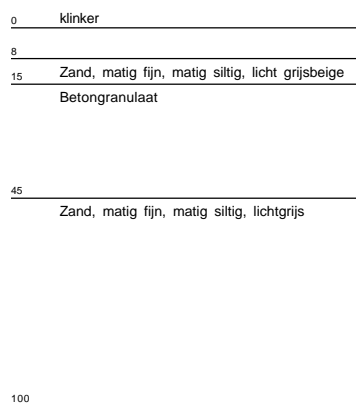 0 klinker
8
15 Zand, matig fijn, matig siltig, licht grijsbeige
Betongranulaat
45
Zand, matig fijn, matig siltig, lichtgrijs
100